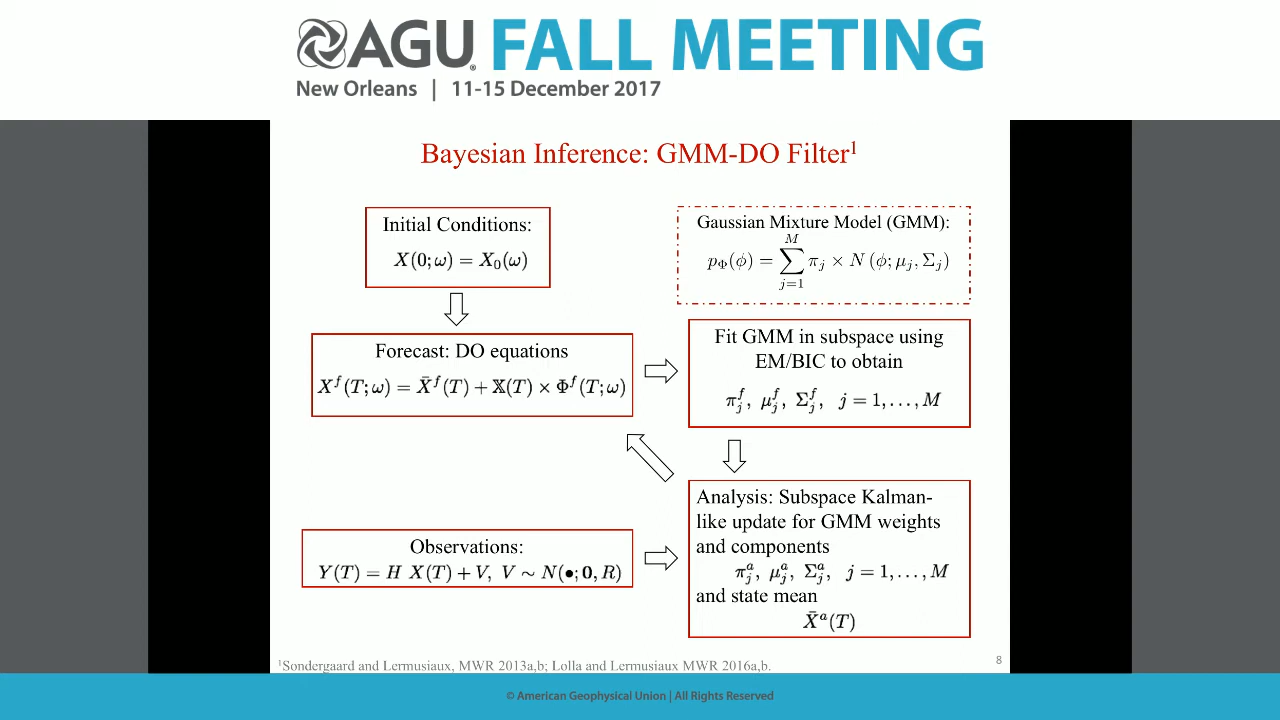 AGU FALL MEETING
New Orleans | 11-15 December 2017
Bayesian Inference: GMM-DO Filter¹
Initial Conditions:
X(0;ω) = X₀(ω)
Gaussian Mixture Model (GMM):
p_Φ(ϕ) = ∑_{j=1}^{M} π_j × N (ϕ; μ_j, Σ_j)
Forecast: DO equations
X^f(T;ω) = X̄^f(T) + 𝕏(T) × Φ^f(T;ω)
Fit GMM in subspace using
EM/BIC to obtain
π_j^f, μ_j^f, Σ_j^f, j = 1, . . . , M
Observations:
Y(T) = H X(T) + V, V ∼ N(•; 0, R)
Analysis: Subspace Kalman-
like update for GMM weights
and components
π_j^a, μ_j^a, Σ_j^a, j = 1, . . . , M
and state mean
X̄^a(T)
¹Sondergaard and Lermusiaux, MWR 2013a,b; Lolla and Lermusiaux MWR 2016a,b.
8
© American Geophysical Union | All Rights Reserved